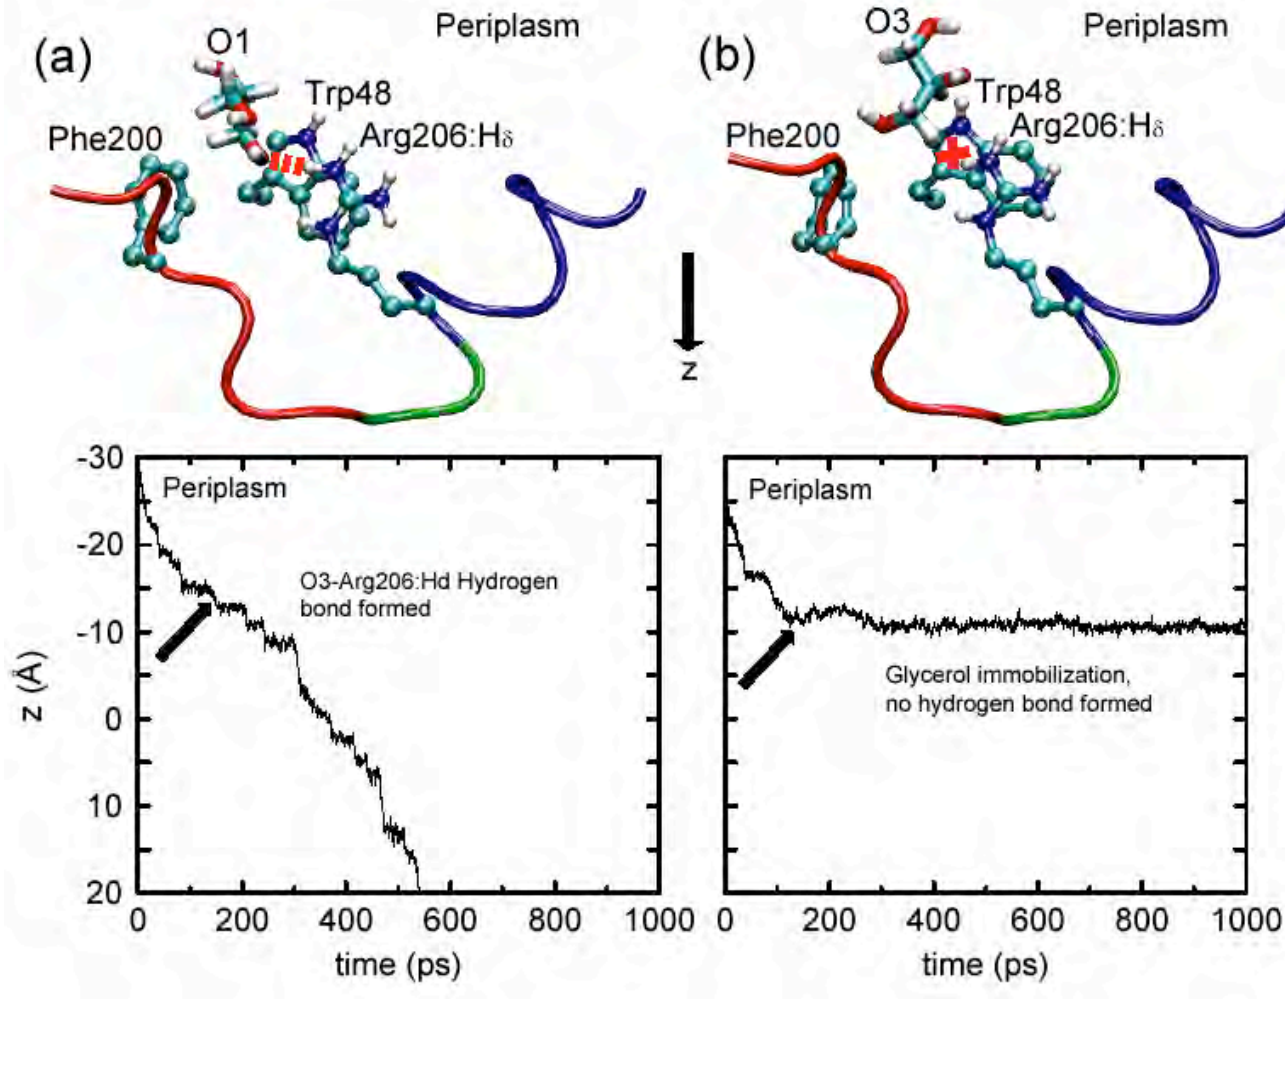 (a)
O1
Periplasm
Trp48
Phe200
Arg206:Hδ
(b)
O3
Periplasm
Trp48
Phe200
Arg206:Hδ
z
-30
-20
-10
0
10
20
z (Å)
Periplasm
O3-Arg206:Hd Hydrogen
bond formed
0 200 400 600 800 1000
time (ps)
Periplasm
Glycerol immobilization,
no hydrogen bond formed
0 200 400 600 800 1000
time (ps)